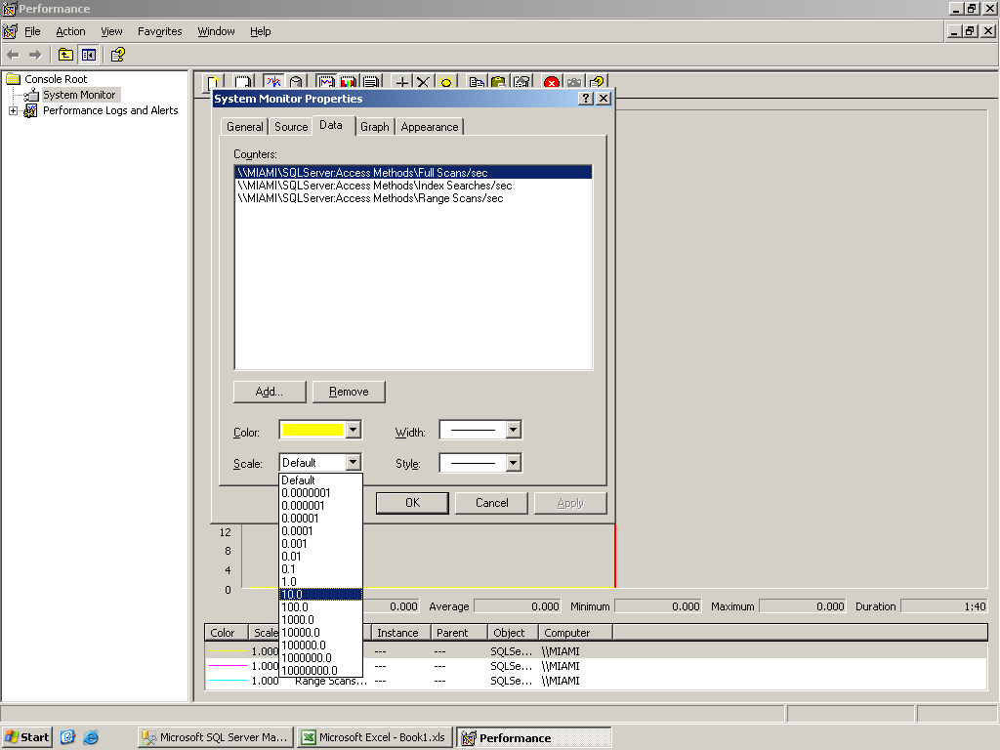 Performance
File Action View Favorites Window Help
Console Root
System Monitor
Performance Logs and Alerts
System Monitor Properties
General Source Data Graph Appearance
Counters:
\\MIAMI\SQLServer:Access Methods\Full Scans/sec
\\MIAMI\SQLServer:Access Methods\Index Searches/sec
\\MIAMI\SQLServer:Access Methods\Range Scans/sec
Add... Remove
Color: Width:
Scale: Default Style:
Default
0.0000001
0.000001
0.00001
0.0001
0.001
0.01
0.1
1.0
10.0
100.0
1000.0
10000.0
100000.0
1000000.0
10000000.0
OK Cancel Apply
12
8
4
0
0.000 Average 0.000 Minimum 0.000 Maximum 0.000 Duration 1:40
Color Scale Instance Parent Object Computer
1.000 --- --- SQLSe... \\MIAMI
1.000 --- --- SQLSe... \\MIAMI
1.000 Range Scans... --- --- SQLSe... \\MIAMI
Start Microsoft SQL Server Ma... Microsoft Excel - Book1.xls Performance